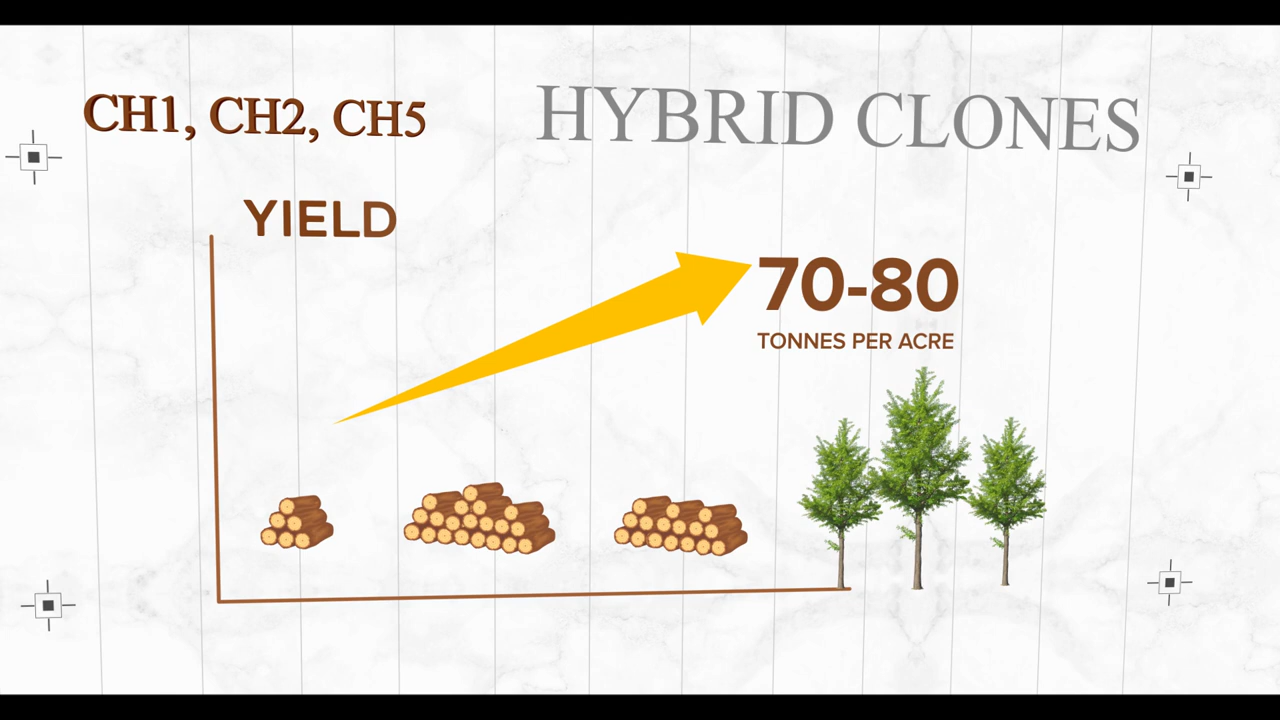 CH1, CH2, CH5
HYBRID CLONES
YIELD
70-80
TONNES PER ACRE